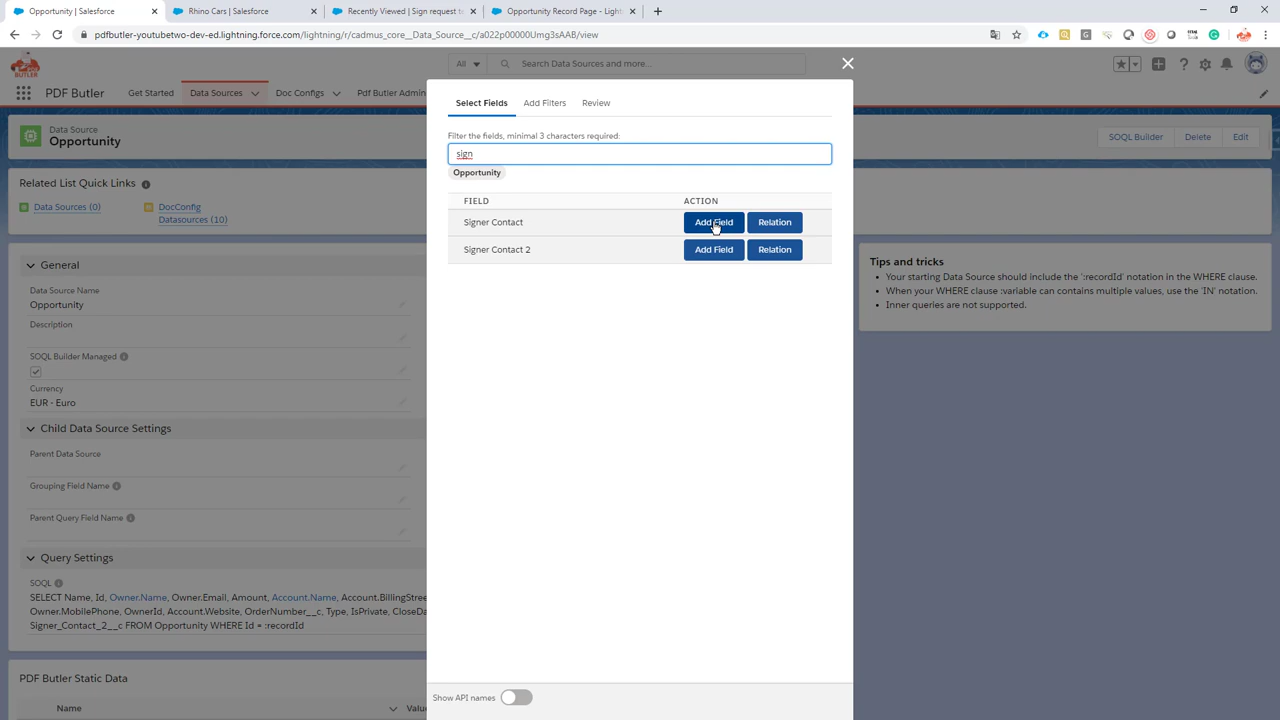 Opportunity | Salesforce
Rhino Cars | Salesforce
Recently Viewed | Sign request te
Opportunity Record Page - Light
pdfbutler-youtubetwo-dev-ed.lightning.force.com/lightning/r/cadmus_core__Data_Source__c/a022p00000Umg3sAAB/view
BUTLER
All
Search Data Sources and more...
PDF Butler
Get Started
Data Sources
Doc Configs
Pdf Butler Admin
Data Source
Opportunity
SOQL Builder
Delete
Edit
Related List Quick Links
Data Sources (0)
DocConfig
Datasources (10)
General
Data Source Name
Opportunity
Description
SOQL Builder Managed
Currency
EUR - Euro
Child Data Source Settings
Parent Data Source
Grouping Field Name
Parent Query Field Name
Query Settings
SOQL
SELECT Name, Id, Owner.Name, Owner.Email, Amount, Account.Name, Account.BillingStree
Owner.MobilePhone, OwnerId, Account.Website, OrderNumber__c, Type, IsPrivate, CloseDa
Signer_Contact_2__c FROM Opportunity WHERE Id = :recordId
PDF Butler Static Data
Name
Value
Select Fields
Add Filters
Review
Filter the fields, minimal 3 characters required:
sign
Opportunity
FIELD
ACTION
Signer Contact
Add Field
Relation
Signer Contact 2
Add Field
Relation
Show API names
Tips and tricks
• Your starting Data Source should include the ':recordId' notation in the WHERE clause.
• When your WHERE clause :variable can contains multiple values, use the 'IN' notation.
• Inner queries are not supported.